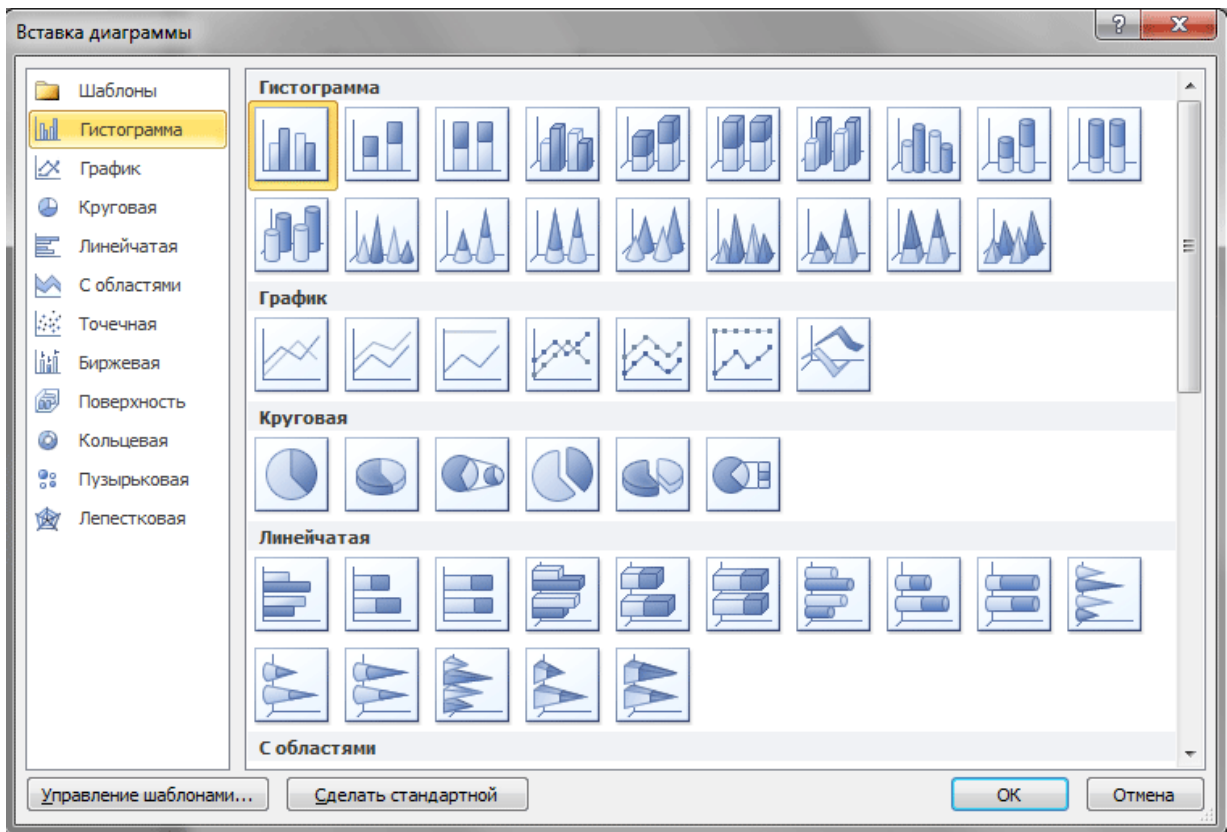 Вставка диаграммы
Шаблоны
Гистограмма
График
Круговая
Линейчатая
С областями
Точечная
Биржевая
Поверхность
Кольцевая
Пузырьковая
Лепестковая
Гистограмма
График
Круговая
Линейчатая
С областями
Управление шаблонами...
Сделать стандартной
ОК
Отмена